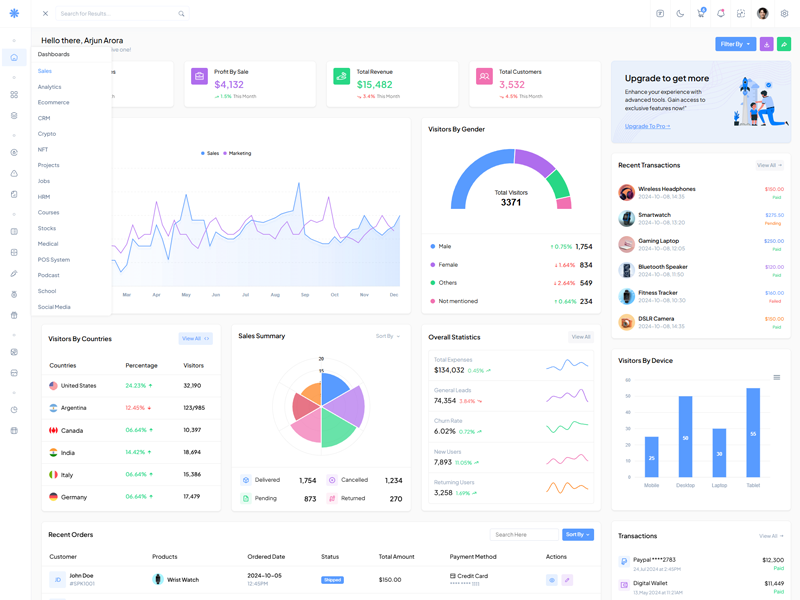 Search for Results...
5
Hello there, Arjun Arora
Filter By
Dashboards
Sales
Analytics
Ecommerce
CRM
Crypto
NFT
Projects
Jobs
HRM
Courses
Stocks
Medical
POS System
Podcast
School
Social Media
Profit By Sale
$4,132
1.5% This Month
Total Revenue
$15,482
3.4% This Month
Total Customers
3,532
4.5% This Month
Upgrade to get more
Enhance your experience with
advanced tools. Gain access to
exclusive features now!"
Upgrade To Pro
Sales Marketing
Mar Apr May Jun Jul Aug Sep Oct Nov Dec
Visitors By Gender
Total Visitors
3371
Male 0.75% 1,754
Female 1.64% 834
Others 2.64% 549
Not mentioned 0.64% 234
Recent Transactions View All
Wireless Headphones $150.00
2024-10-08, 14:35 Paid
Smartwatch $275.50
2024-10-08, 13:20 Pending
Gaming Laptop $250.00
2024-10-08, 12:05 Paid
Bluetooth Speaker $120.00
2024-10-08, 11:45 Paid
Fitness Tracker $160.00
2024-10-08, 10:30 Failed
DSLR Camera $150.00
2024-10-08, 14:35 Paid
Visitors By Countries View All
Countries Percentage Visitors
United States 24.23% 32,190
Argentina 12.45% 123,985
Canada 06.64% 10,397
India 14.42% 18,694
Italy 06.64% 15,386
Germany 06.64% 17,479
Sales Summary Sort By
20
15
Delivered 1,754
Cancelled 1,234
Pending 873
Returned 270
Overall Statistics View All
Total Expenses
$134,032 0.45%
General Leads
74,354 3.84%
Churn Rate
6.02% 0.72%
New Users
7,893 11.05%
Returning Users
3,258 1.69%
Visitors By Device
60
50
40
30
20
10
0
25 50 30 55
Mobile Desktop Laptop Tablet
Recent Orders Search Here Sort By
Customer Products Ordered Date Status Total Amount Payment Method Actions
JD John Doe Wrist Watch 2024-10-05 Shipped $150.00 Credit Card
#SPK1001 12:45PM
Transactions View All
Paypal ****2783 $12,300
24 Jul 2024 at 2:45PM Paid
Digital Wallet $11,449
15 May 2024 at 11:23AM Paid